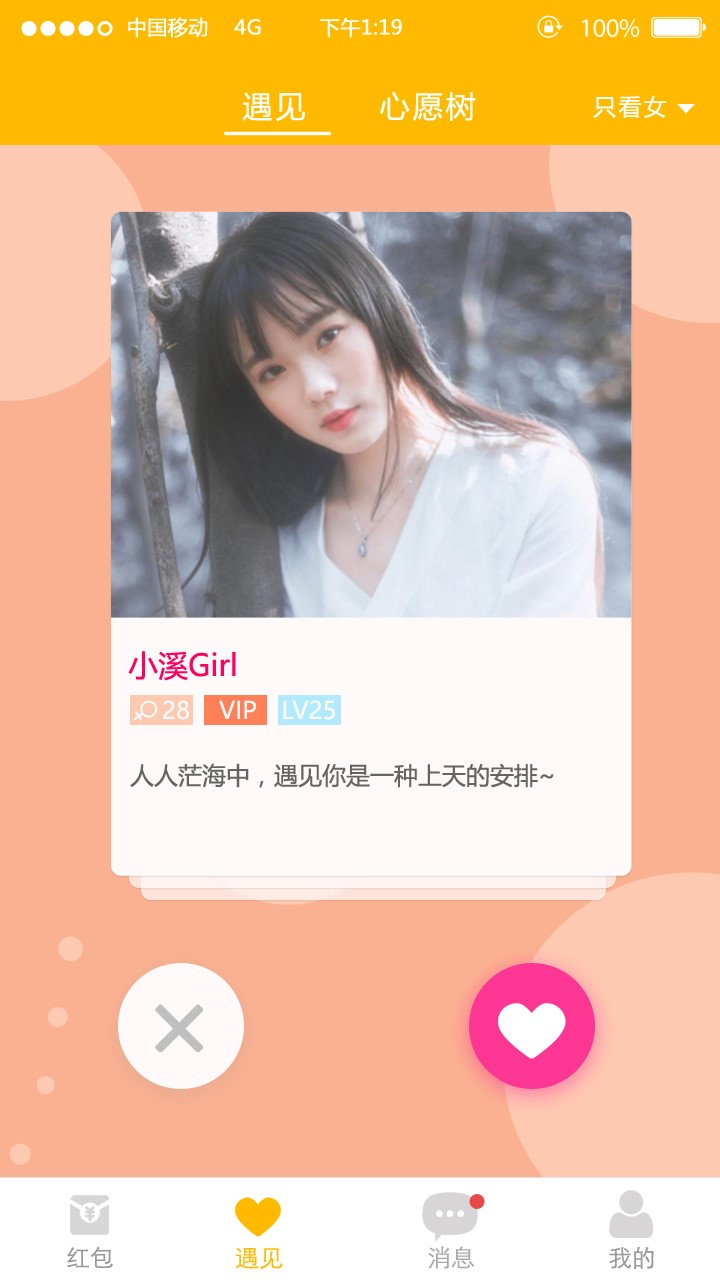 中国移动 4G 下午1:19 100%
遇见 心愿树 只看女
小溪Girl
28 VIP LV25
人人茫海中，遇见你是一种上天的安排~
¥
红包 遇见 消息 我的